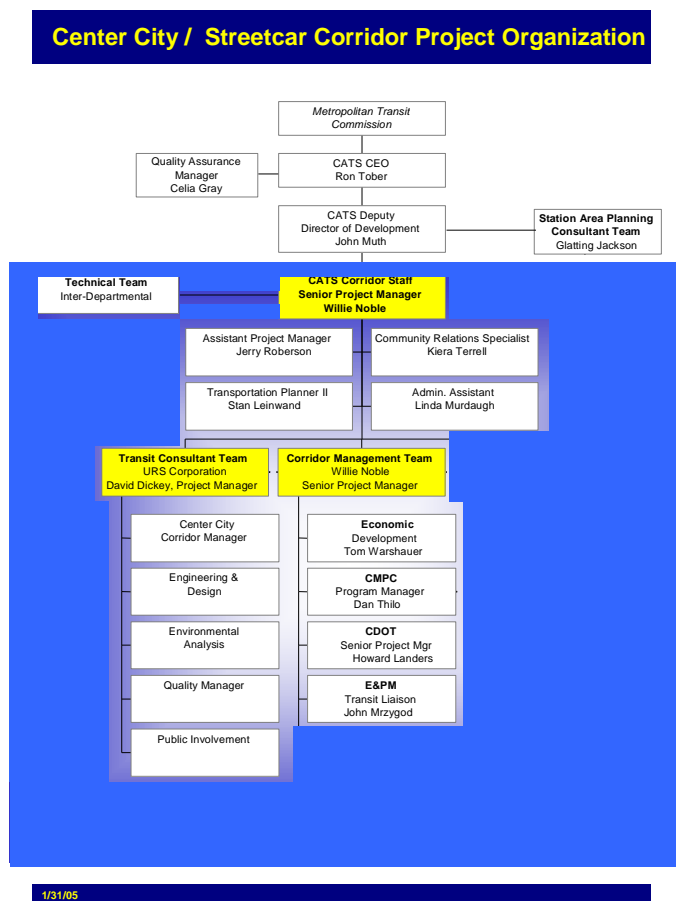 Center City / Streetcar Corridor Project Organization
Metropolitan Transit
Commission
Quality Assurance
Manager
Celia Gray
CATS CEO
Ron Tober
CATS Deputy
Director of Development
John Muth
Station Area Planning
Consultant Team
Glatting Jackson
Technical Team
Inter-Departmental
CATS Corridor Staff
Senior Project Manager
Willie Noble
Assistant Project Manager
Jerry Roberson
Community Relations Specialist
Kiera Terrell
Transportation Planner II
Stan Leinwand
Admin. Assistant
Linda Murdaugh
Transit Consultant Team
URS Corporation
David Dickey, Project Manager
Corridor Management Team
Willie Noble
Senior Project Manager
Center City
Corridor Manager
Economic
Development
Tom Warshauer
Engineering &
Design
CMPC
Program Manager
Dan Thilo
Environmental
Analysis
CDOT
Senior Project Mgr
Howard Landers
Quality Manager
E&PM
Transit Liaison
John Mrzygod
Public Involvement
1/31/05